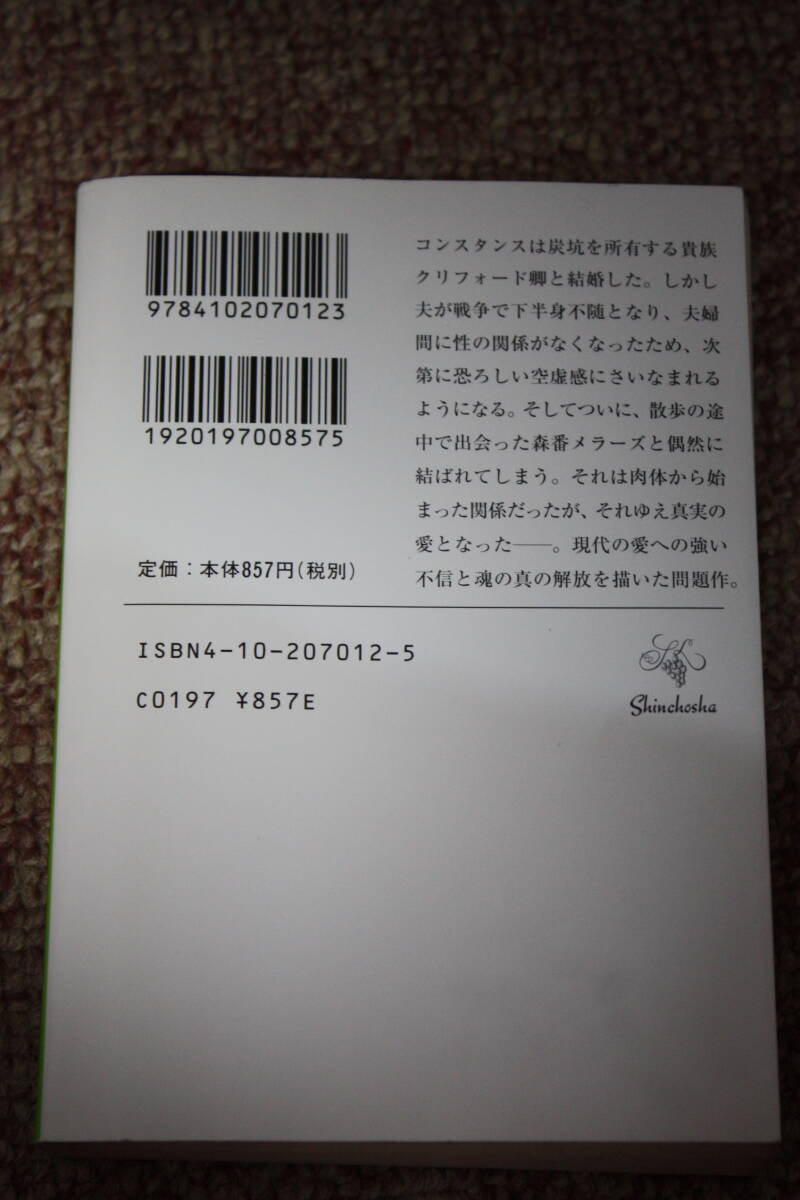 9784102070123
1920197008575
定価：本体857円(税別)
コンスタンスは炭坑を所有する貴族
クリフォード卿と結婚した。しかし
夫が戦争で下半身不随となり、夫婦
間に性の関係がなくなったため、次
第に恐ろしい空虚感にさいなまれる
ようになる。そしてついに、散歩の途
中で出会った森番メラーズと偶然に
結ばれてしまう。それは肉体から始
まった関係だったが、それゆえ真実の
愛となった──。現代の愛への強い
不信と魂の真の解放を描いた問題作。
ISBN4-10-207012-5
C0197 ¥857E
Shinchosha